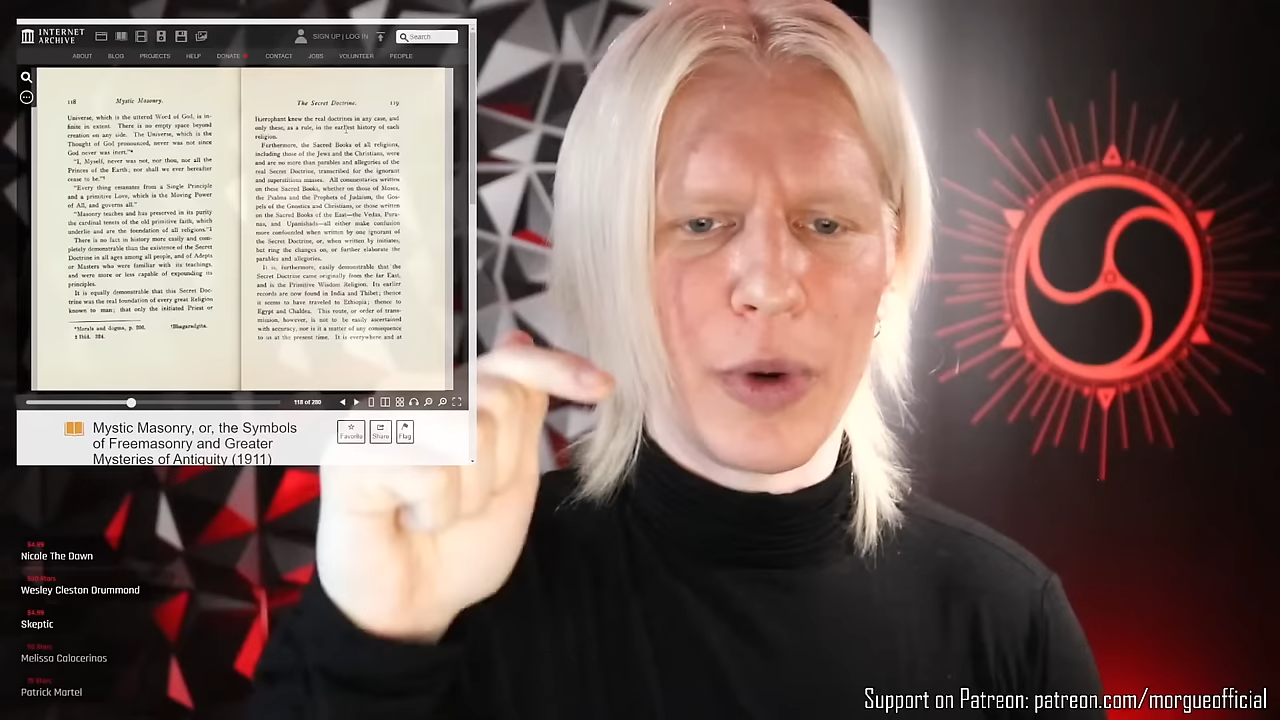 INTERNET
ARCHIVE
SIGN UP | LOG IN
Search
ABOUT BLOG PROJECTS HELP DONATE CONTACT JOBS VOLUNTEER PEOPLE
118 Mystic Masonry.
Universe, which is the uttered Word of God, is in-
finite in extent. There is no empty space beyond
creation on any side. The Universe, which is the
Thought of God pronounced, never was not since
God never was inert."*
"I, Myself, never was not, nor thou, nor all the
Princes of the Earth; nor shall we ever hereafter
cease to be."†
"Every thing emanates from a Single Principle
and a primitive Love, which is the Moving Power
of All, and governs all."
"Masonry teaches and has preserved in its purity
the cardinal tenets of the old primitive faith, which
underlie and are the foundation of all religions."‡
There is no fact in history more easily and com-
pletely demonstrable than the existence of the Secret
Doctrine in all ages among all people, and of Adepts
or Masters who were familiar with its teachings,
and were more or less capable of expounding its
principles.
It is equally demonstrable that this Secret Doc-
trine was the real foundation of every great Religion
known to man; that only the initiated Priest or
*Morals and dogma, p. †Bhagavadgita.
‡ Ibid. 324.
The Secret Doctrine. 119
Hierophant knew the real doctrines in any case, and
only these, as a rule, in the earliest history of each
religion.
Furthermore, the Sacred Books of all religions,
including those of the Jews and the Christians, were
and are no more than parables and allegories of the
real Secret Doctrine, transcribed for the ignorant
and superstitious masses. All commentaries written
on these Sacred Books, whether on those of Moses,
the Psalms and the Prophets of Judaism, the Gos-
pels of the Gnostics and Christians, or those written
on the Sacred Books of the East—the Vedas, Pura-
nas, and Upanishads—all either make confusion
more confounded when written by one ignorant of
the Secret Doctrine, or, when written by initiates,
but ring the changes on, or further elaborate the
parables and allegories.
It is, furthermore, easily demonstrable that the
Secret Doctrine came originally from the far East,
and is the Primitive Wisdom Religion. Its earlier
records are now found in India and Thibet; thence
it seems to have traveled to Ethiopia; thence to
Egypt and Chaldea. This route, or order of trans-
mission, however, is not to be easily ascertained
with accuracy, nor is it a matter of any consequence
to us at the present time. It is everywhere and at
118 of 280
Mystic Masonry, or, the Symbols
of Freemasonry and Greater
Mysteries of Antiquity (1911)
Favorite Share Flag
$4.99
Nicole The Dawn
Wesley Cleston Drummond
$4.99
Skeptic
Melissa Calacerinos
Patrick Martel
Support on Patreon: patreon.com/morgueofficial